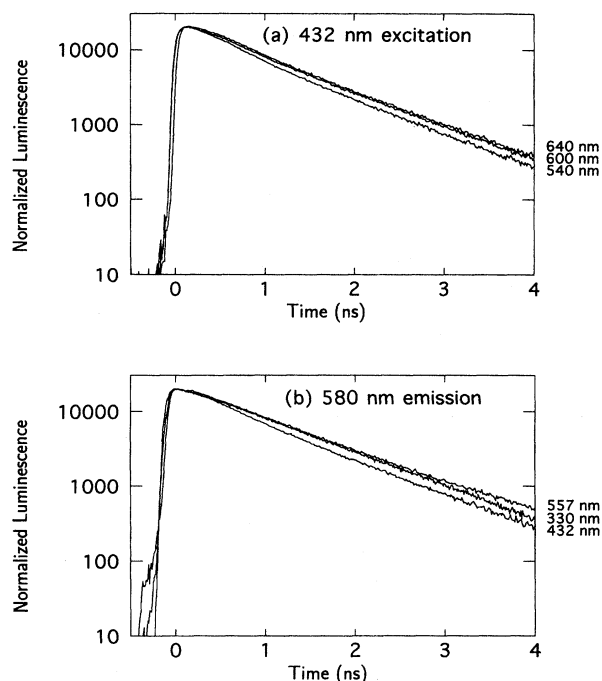 (a) 432 nm excitation
Normalized Luminescence
10000
1000
100
10
640 nm
600 nm
540 nm
0 1 2 3 4
Time (ns)
(b) 580 nm emission
Normalized Luminescence
10000
1000
100
10
557 nm
330 nm
432 nm
0 1 2 3 4
Time (ns)